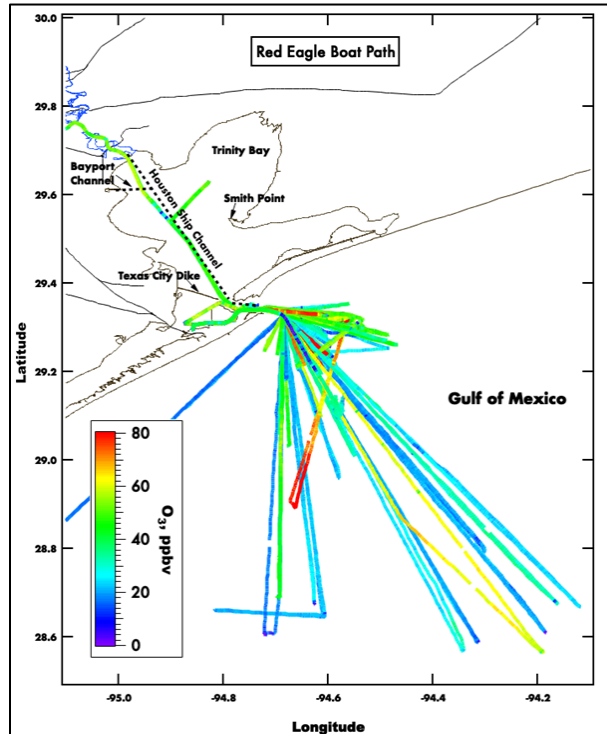 30.0
29.8
29.6
29.4
29.2
29.0
28.8
28.6
Latitude
Red Eagle Boat Path
Trinity Bay
Bayport
Channel
Houston Ship Channel
Smith Point
Texas City Dike
Gulf of Mexico
80
60
40
20
0
O₃, ppbv
-95.0
-94.8
-94.6
-94.4
-94.2
Longitude